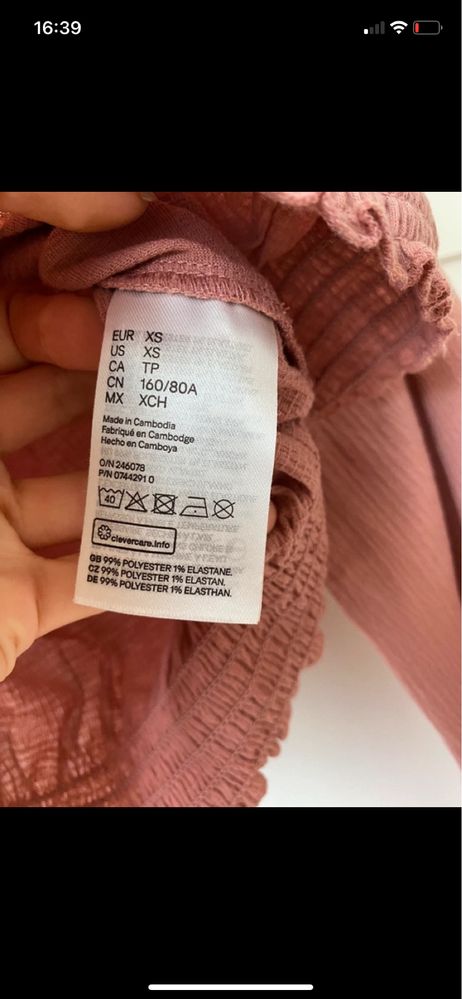 16:39
EUR XS
US XS
CA TP
CN 160/80A
MX XCH
Made in Cambodia
Fabriqué en Cambodge
Hecho en Camboya
O/N 246078
P/N 0744291 0
40
clevercare.info
GB 99% POLYESTER 1% ELASTANE.
CZ 99% POLYESTER 1% ELASTAN.
DE 99% POLYESTER 1% ELASTHAN.